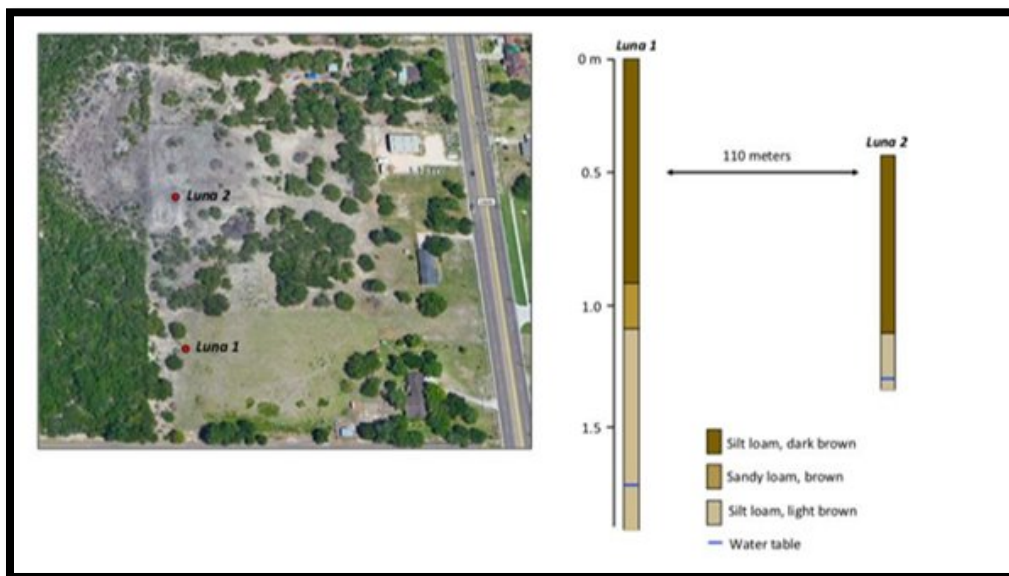 Luna 1
0 m
Luna 2
110 meters
0.5
Luna 2
1.0
Luna 1
1.5
Silt loam, dark brown
Sandy loam, brown
Silt loam, light brown
Water table